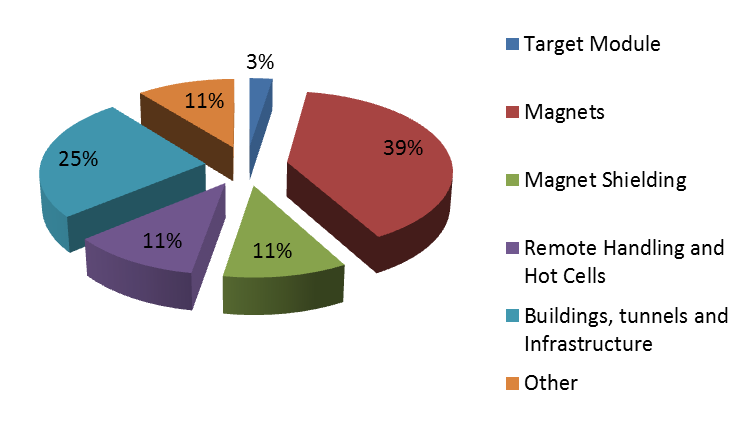 3%
39%
11%
11%
25%
11%
Target Module
Magnets
Magnet Shielding
Remote Handling and
Hot Cells
Buildings, tunnels and
Infrastructure
Other